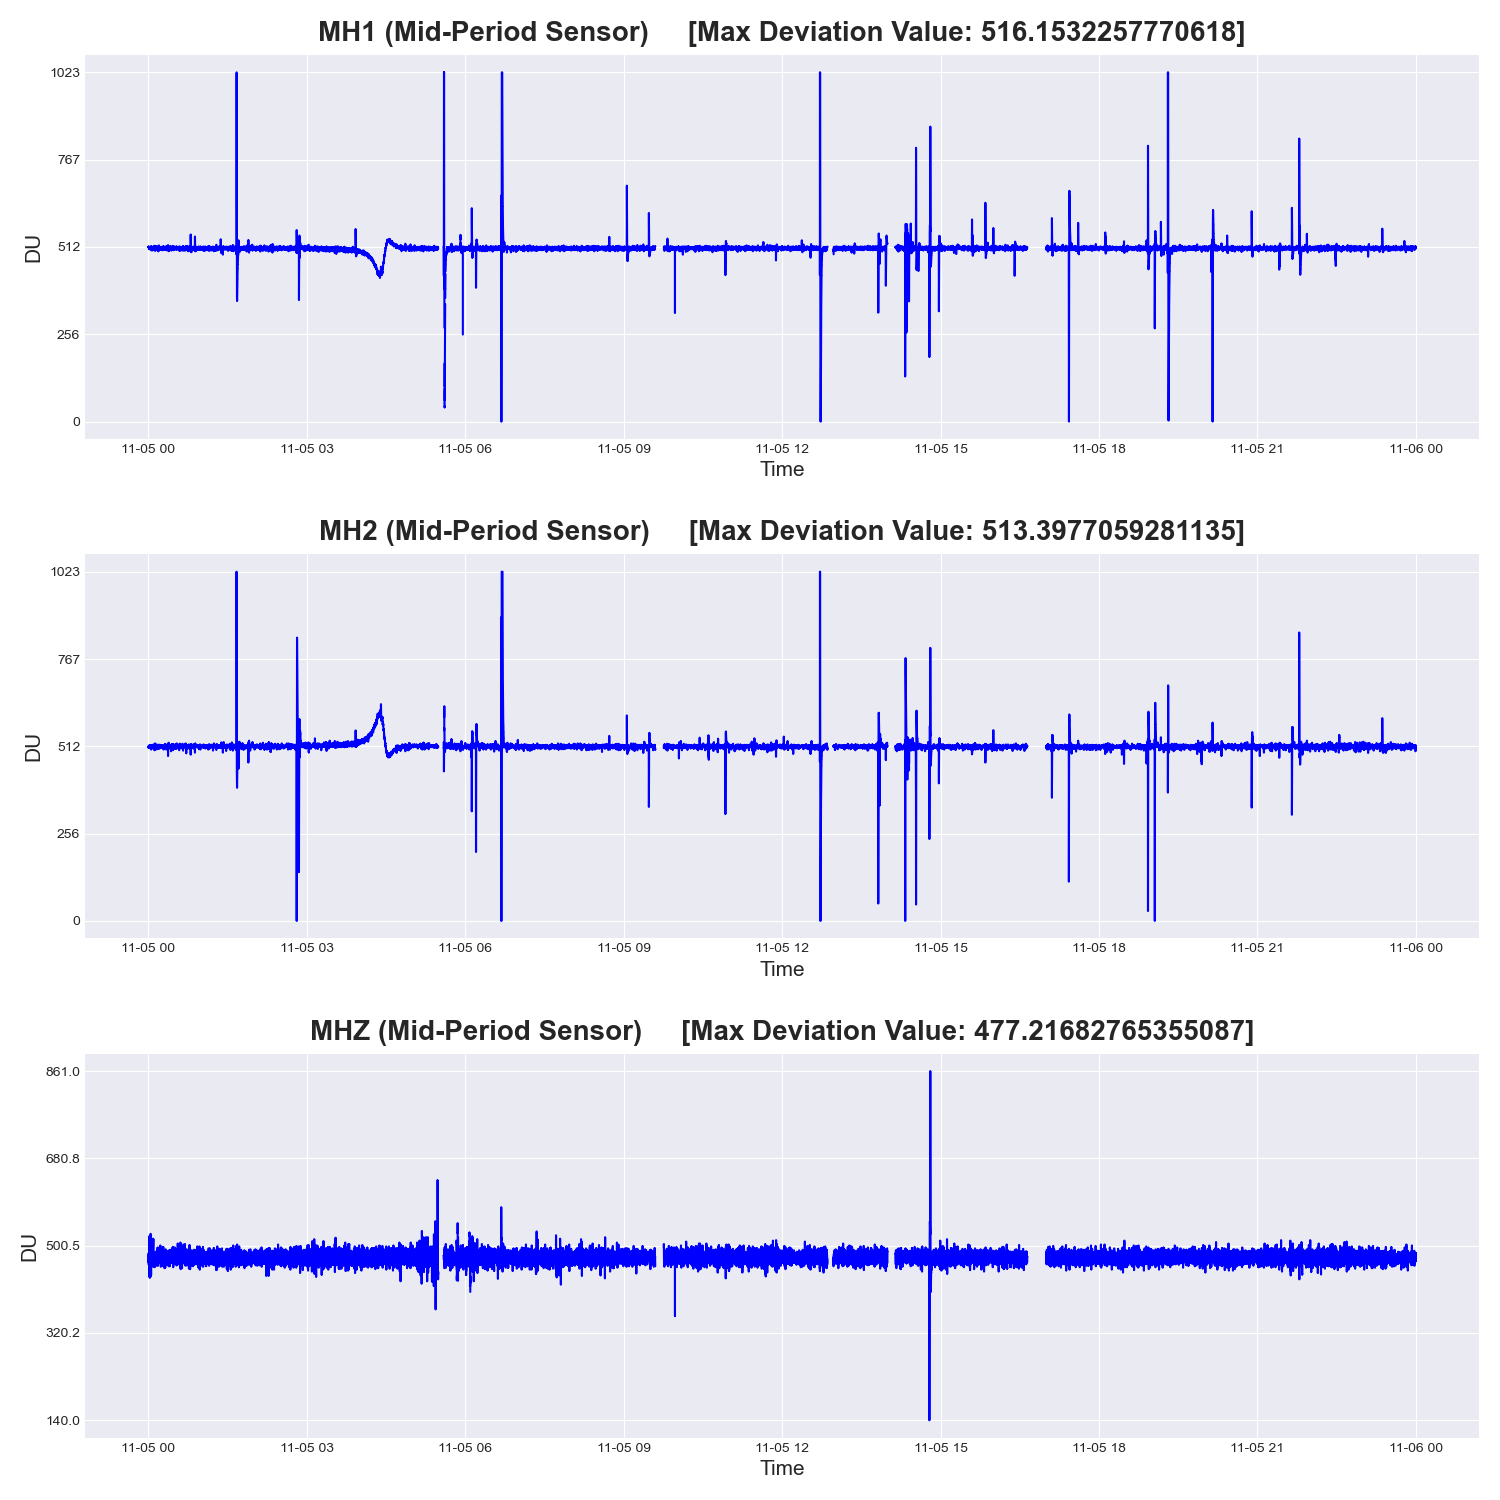 MH1 (Mid-Period Sensor) [Max Deviation Value: 516.1532257770618]
1023
767
512
256
0
DU
11-05 00 11-05 03 11-05 06 11-05 09 11-05 12 11-05 15 11-05 18 11-05 21 11-06 00
Time
MH2 (Mid-Period Sensor) [Max Deviation Value: 513.3977059281135]
1023
767
512
256
0
DU
11-05 00 11-05 03 11-05 06 11-05 09 11-05 12 11-05 15 11-05 18 11-05 21 11-06 00
Time
MHZ (Mid-Period Sensor) [Max Deviation Value: 477.21682765355087]
861.0
680.8
500.5
320.2
140.0
DU
11-05 00 11-05 03 11-05 06 11-05 09 11-05 12 11-05 15 11-05 18 11-05 21 11-06 00
Time